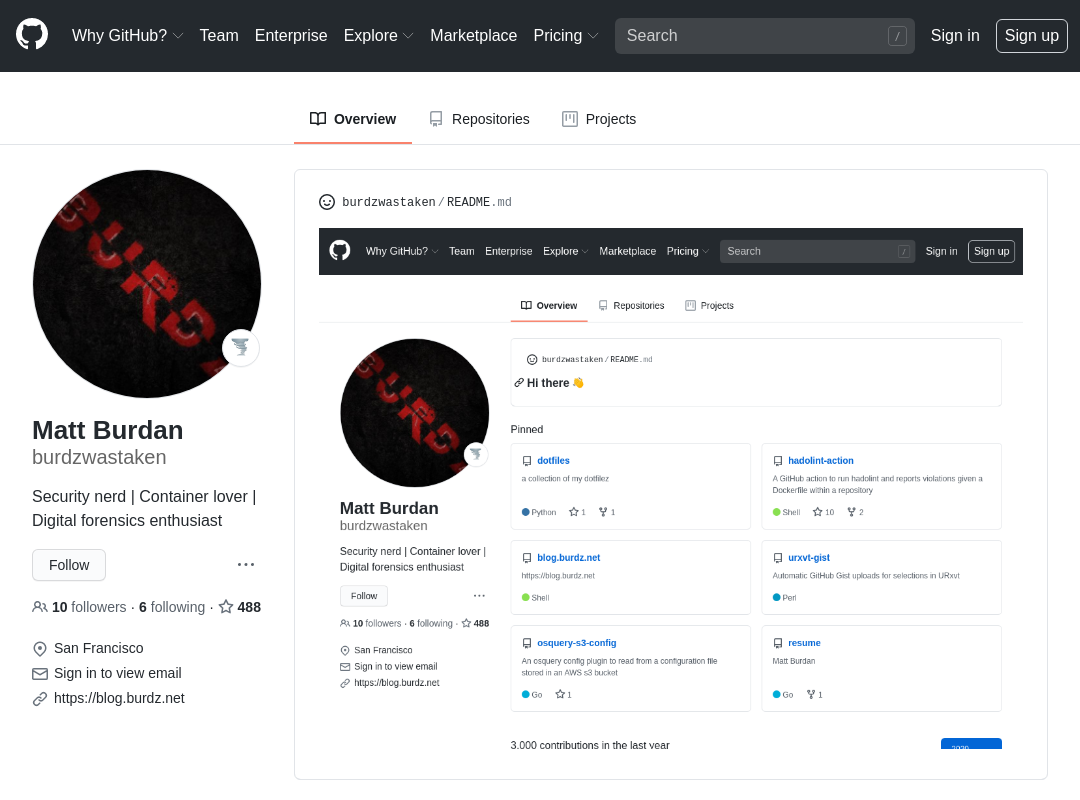 Why GitHub? Team Enterprise Explore Marketplace Pricing Search / Sign in Sign up
Overview Repositories Projects
BURDZ
Matt Burdan
burdzwastaken
Security nerd | Container lover |
Digital forensics enthusiast
Follow ...
10 followers · 6 following · 488
San Francisco
Sign in to view email
https://blog.burdz.net
burdzwastaken/README.md
Why GitHub? Team Enterprise Explore Marketplace Pricing Search / Sign in Sign up
Overview Repositories Projects
BURDZ
Matt Burdan
burdzwastaken
Security nerd | Container lover |
Digital forensics enthusiast
Follow ...
10 followers · 6 following · 488
San Francisco
Sign in to view email
https://blog.burdz.net
burdzwastaken/README.md
Hi there 👋
Pinned
dotfiles
a collection of my dotfilez
Python 1 1
hadolint-action
A GitHub action to run hadolint and reports violations given a
Dockerfile within a repository
Shell 10 2
blog.burdz.net
https://blog.burdz.net
Shell
urxvt-gist
Automatic GitHub Gist uploads for selections in URxvt
Perl
osquery-s3-config
An osquery config plugin to read from a configuration file
stored in an AWS s3 bucket
Go 1
resume
Matt Burdan
Go 1
3.000 contributions in the last year
2020